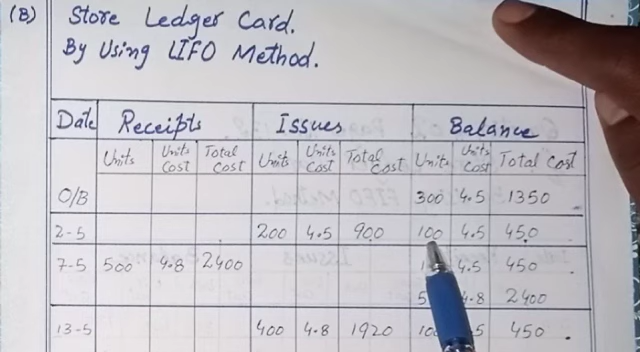 (B) Store Ledger Card.
By Using LIFO Method.
Date Receipts Issues Balance
Units Units Cost Total Cost Units Units Cost Total Cost Units Units Cost Total Cost
O/B 300 4.5 1350
2-5 200 4.5 900 100 4.5 450
7-5 500 4.8 2400 4.5 450
4.8 2400
13-5 400 4.8 1920 450